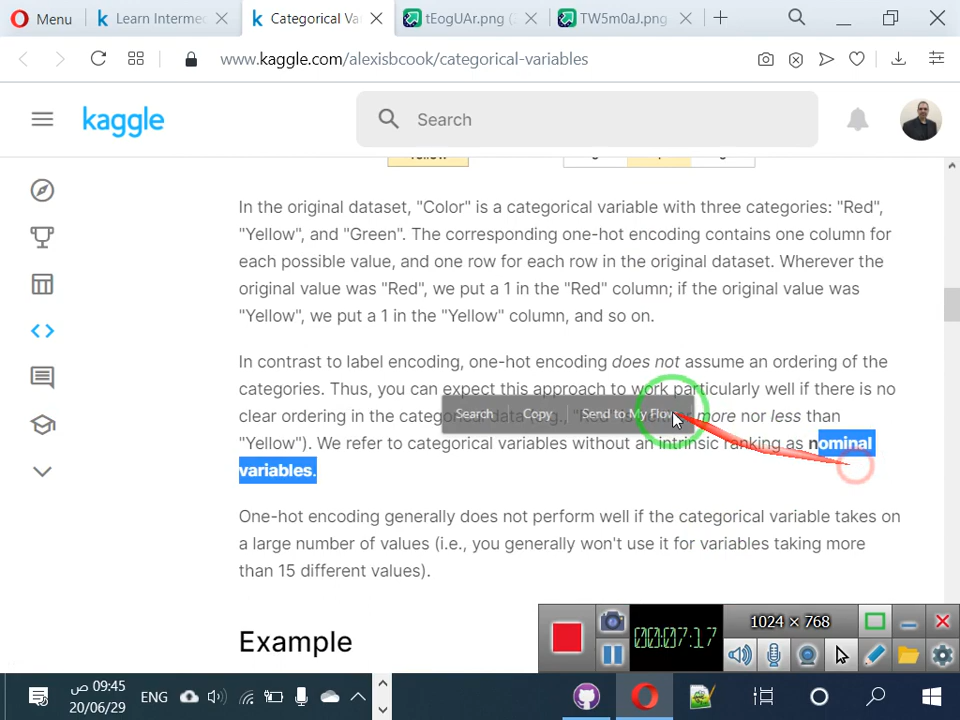 Menu
Learn Interme
Categorical Va
tEogUAr.png (
TW5m0aJ.png
www.kaggle.com/alexisbcook/categorical-variables
kaggle
Search
In the original dataset, "Color" is a categorical variable with three categories: "Red",
"Yellow", and "Green". The corresponding one-hot encoding contains one column for
each possible value, and one row for each row in the original dataset. Wherever the
original value was "Red", we put a 1 in the "Red" column; if the original value was
"Yellow", we put a 1 in the "Yellow" column, and so on.
In contrast to label encoding, one-hot encoding does not assume an ordering of the
categories. Thus, you can expect this approach to work particularly well if there is no
clear ordering in the categorical data (e.g., "Red" is neither more nor less than
Search Copy Send to My Flow
"Yellow"). We refer to categorical variables without an intrinsic ranking as nominal
variables.
One-hot encoding generally does not perform well if the categorical variable takes on
a large number of values (i.e., you generally won't use it for variables taking more
than 15 different values).
Example
00:07:17
1024 × 768
09:45 ص
20/06/29
ENG